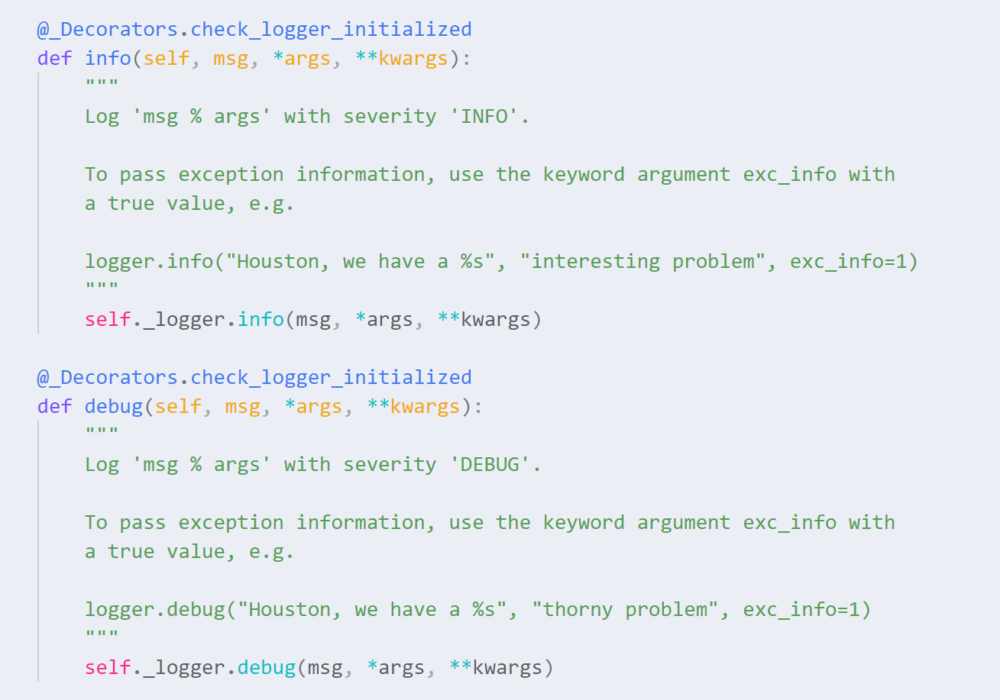 @_Decorators.check_logger_initialized
def info(self, msg, *args, **kwargs):
"""
Log 'msg % args' with severity 'INFO'.
To pass exception information, use the keyword argument exc_info with
a true value, e.g.
logger.info("Houston, we have a %s", "interesting problem", exc_info=1)
"""
self._logger.info(msg, *args, **kwargs)
@_Decorators.check_logger_initialized
def debug(self, msg, *args, **kwargs):
"""
Log 'msg % args' with severity 'DEBUG'.
To pass exception information, use the keyword argument exc_info with
a true value, e.g.
logger.debug("Houston, we have a %s", "thorny problem", exc_info=1)
"""
self._logger.debug(msg, *args, **kwargs)